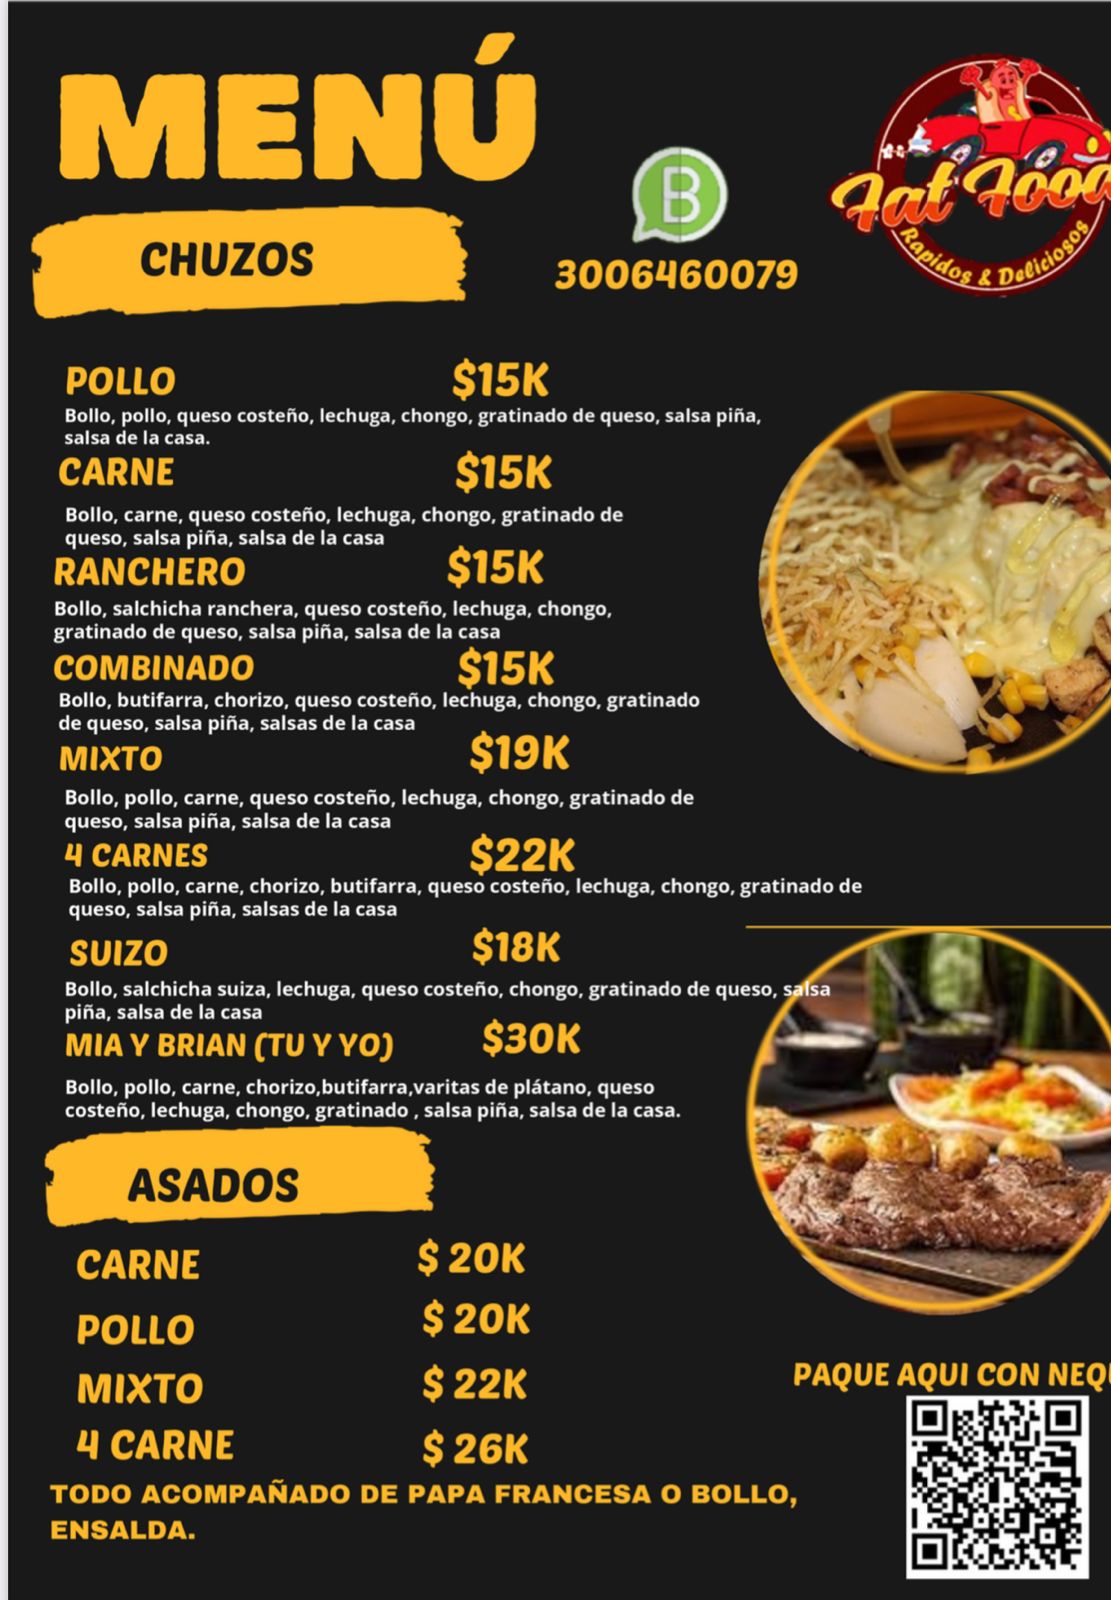 MENÚ
Fat Food
Rapidos & Deliciosos
B
3006460079
CHUZOS
POLLO $15K
Bollo, pollo, queso costeño, lechuga, chongo, gratinado de queso, salsa piña,
salsa de la casa.
CARNE $15K
Bollo, carne, queso costeño, lechuga, chongo, gratinado de
queso, salsa piña, salsa de la casa
RANCHERO $15K
Bollo, salchicha ranchera, queso costeño, lechuga, chongo,
gratinado de queso, salsa piña, salsa de la casa
COMBINADO $15K
Bollo, butifarra, chorizo, queso costeño, lechuga, chongo, gratinado
de queso, salsa piña, salsas de la casa
MIXTO $19K
Bollo, pollo, carne, queso costeño, lechuga, chongo, gratinado de
queso, salsa piña, salsa de la casa
4 CARNES $22K
Bollo, pollo, carne, chorizo, butifarra, queso costeño, lechuga, chongo, gratinado de
queso, salsa piña, salsas de la casa
SUIZO $18K
Bollo, salchicha suiza, lechuga, queso costeño, chongo, gratinado de queso, salsa
piña, salsa de la casa
MIA Y BRIAN (TU Y YO) $30K
Bollo, pollo, carne, chorizo,butifarra,varitas de plátano, queso
costeño, lechuga, chongo, gratinado , salsa piña, salsa de la casa.
ASADOS
CARNE $ 20K
POLLO $ 20K
MIXTO $ 22K
4 CARNE $ 26K
TODO ACOMPAÑADO DE PAPA FRANCESA O BOLLO,
ENSALDA.
PAQUE AQUI CON NEQU